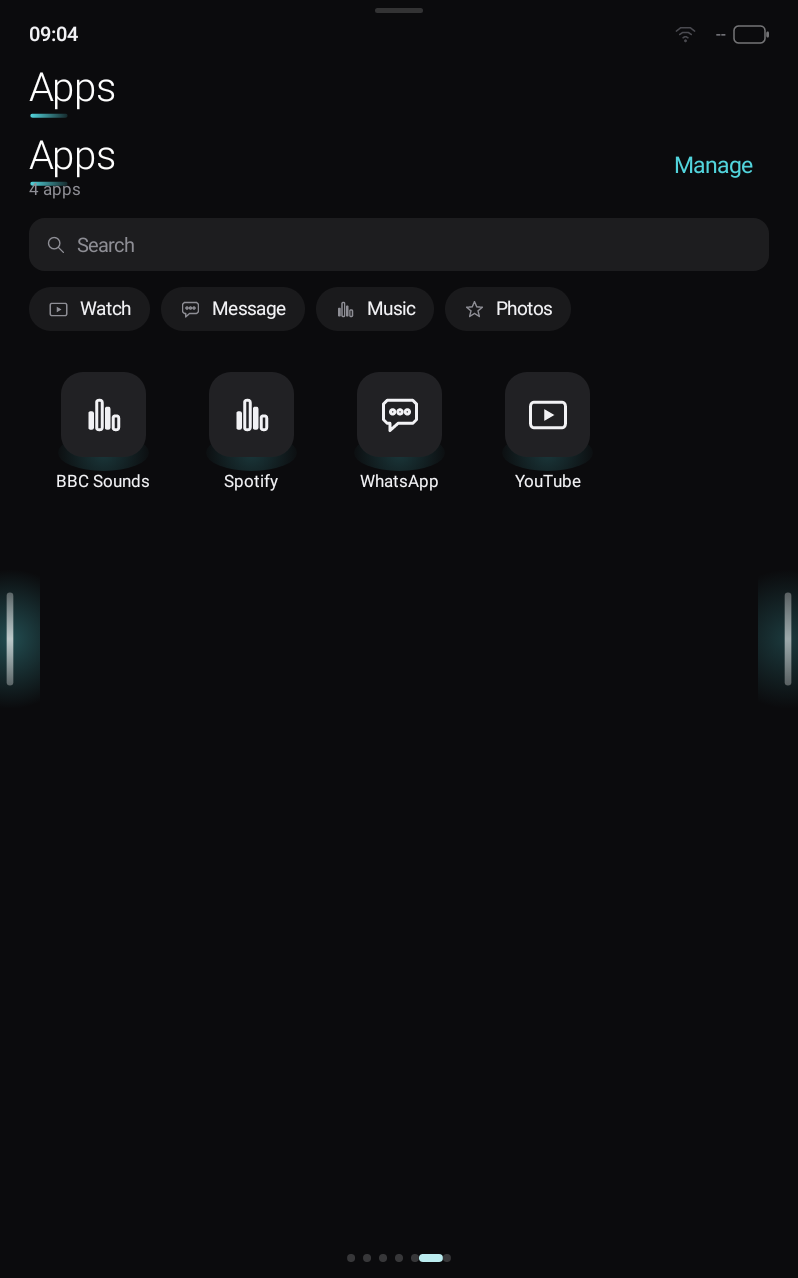 09:04
--
Apps
Apps
Manage
4 apps
Search
Watch Message Music Photos
BBC Sounds Spotify WhatsApp YouTube